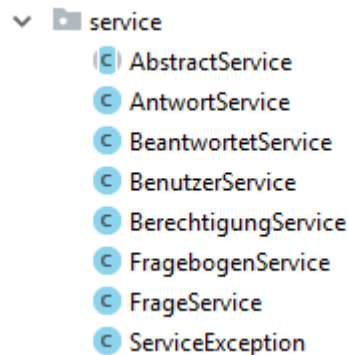 service
AbstractService
AntwortService
BeantwortetService
BenutzerService
BerechtigungService
FragebogenService
FrageService
ServiceException